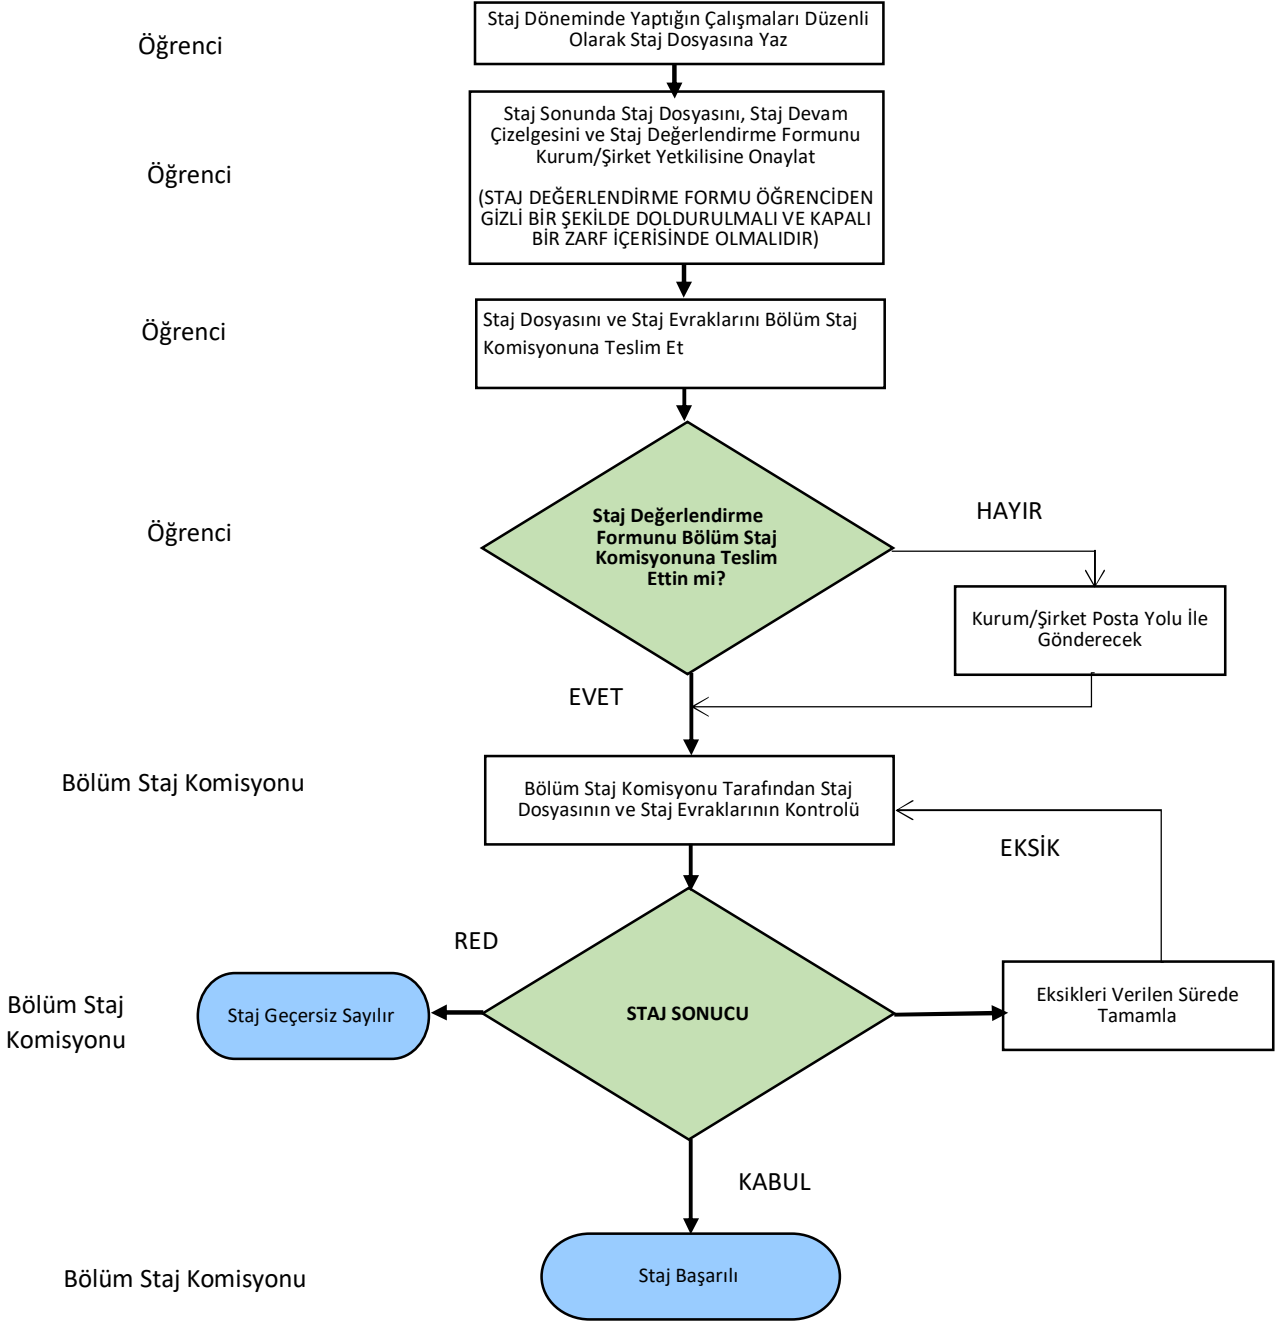 Öğrenci
Staj Döneminde Yaptığın Çalışmaları Düzenli
Olarak Staj Dosyasına Yaz
Öğrenci
Staj Sonunda Staj Dosyasını, Staj Devam
Çizelgesini ve Staj Değerlendirme Formunu
Kurum/Şirket Yetkilisine Onaylat
(STAJ DEĞERLENDİRME FORMU ÖĞRENCİDEN
GİZLİ BİR ŞEKİLDE DOLDURULMALI VE KAPALI
BİR ZARF İÇERİSİNDE OLMALIDIR)
Öğrenci
Staj Dosyasını ve Staj Evraklarını Bölüm Staj
Komisyonuna Teslim Et
Öğrenci
Staj Değerlendirme
Formunu Bölüm Staj
Komisyonuna Teslim
Ettin mi?
HAYIR
Kurum/Şirket Posta Yolu İle
Gönderecek
EVET
Bölüm Staj Komisyonu
Bölüm Staj Komisyonu Tarafından Staj
Dosyasının ve Staj Evraklarının Kontrolü
EKSİK
RED
Bölüm Staj
Komisyonu
Staj Geçersiz Sayılır
STAJ SONUCU
Eksikleri Verilen Sürede
Tamamla
KABUL
Bölüm Staj Komisyonu
Staj Başarılı